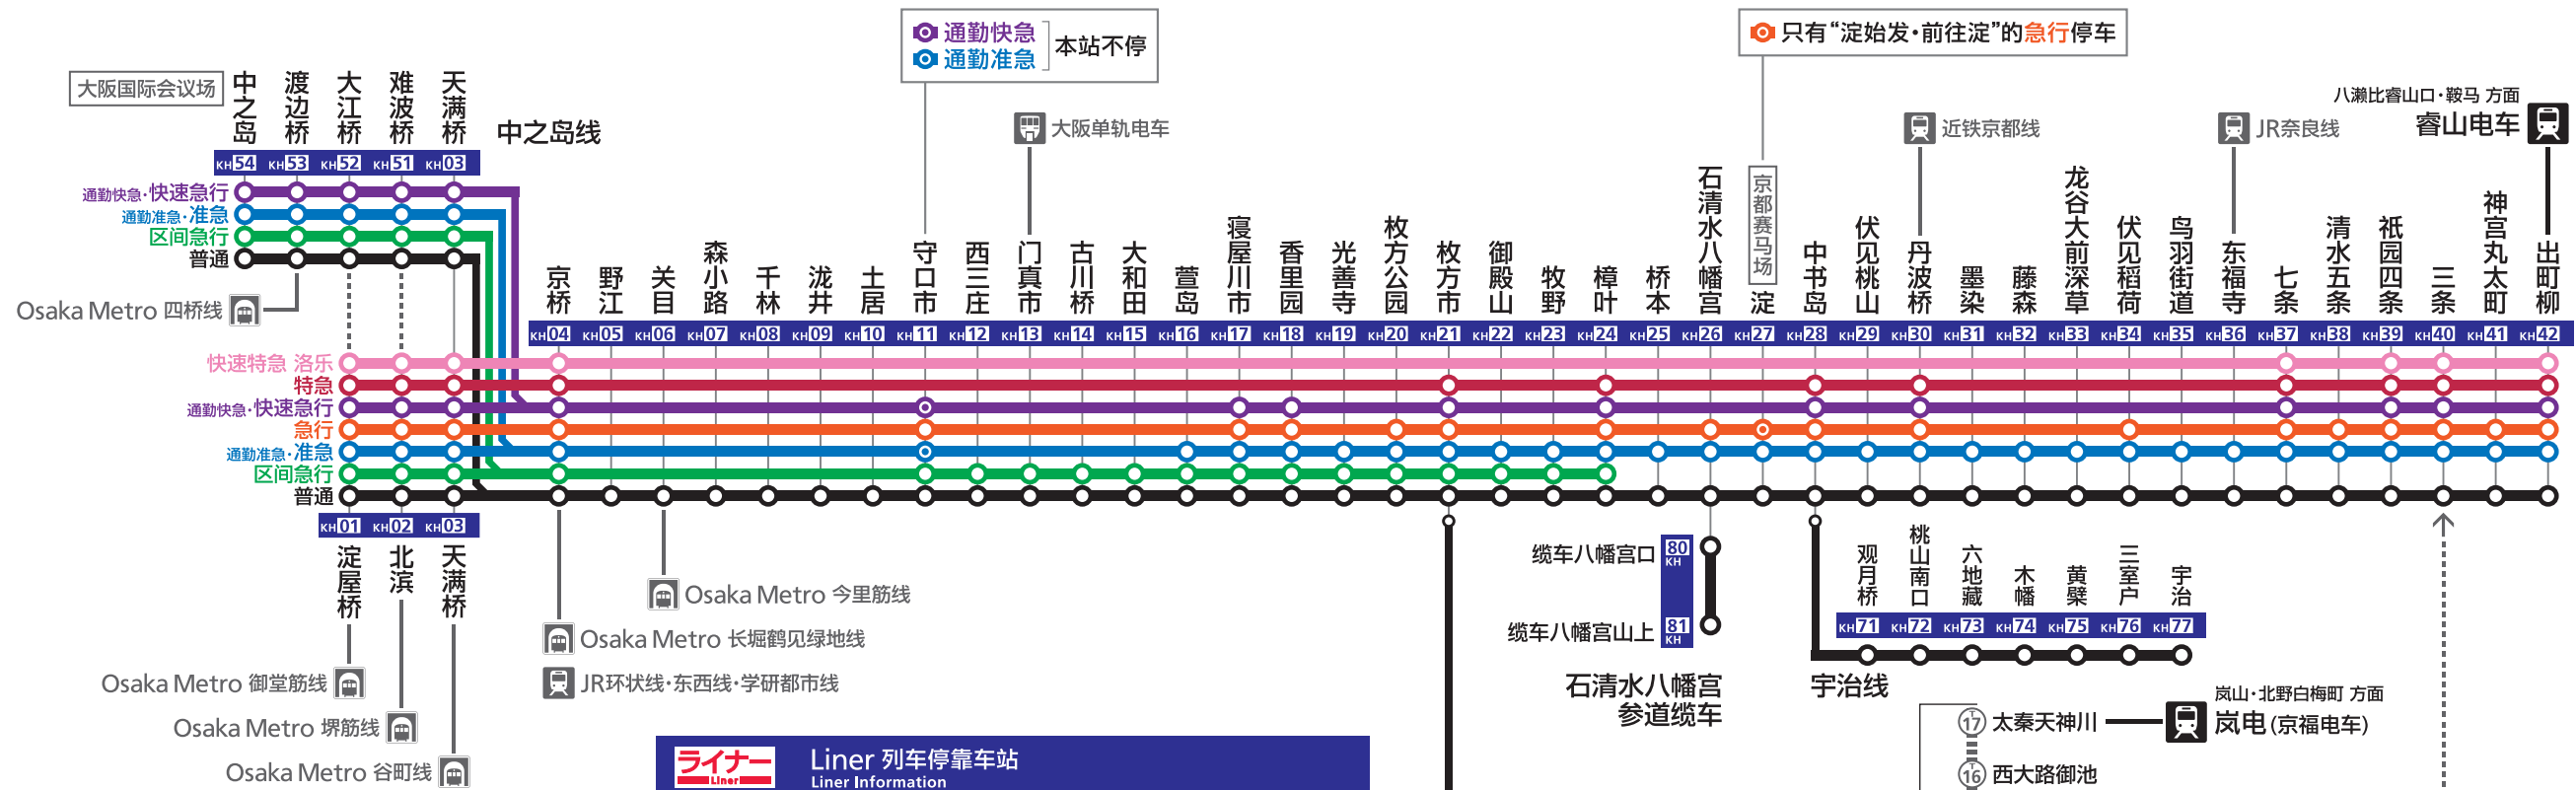 通勤快急
通勤准急
本站不停
只有“淀始发·前往淀”的急行停车
大阪国际会议场
中之岛
渡边桥
大江桥
难波桥
天满桥
中之岛线
KH54 KH53 KH52 KH51 KH03
通勤快急·快速急行
通勤准急·准急
区间急行
普通
Osaka Metro 四桥线
大阪单轨电车
近铁京都线
JR奈良线
八濑比睿山口·鞍马 方面
睿山电车
京都赛马场
京桥
野江
关目
森小路
千林
泷井
土居
守口市
西三庄
门真市
古川桥
大和田
萱岛
寝屋川市
香里园
光善寺
枚方公园
枚方市
御殿山
牧野
樟叶
桥本
石清水八幡宫
淀
中书岛
伏见桃山
丹波桥
墨染
藤森
龙谷大前深草
伏见稻荷
鸟羽街道
东福寺
七条
清水五条
祇园四条
三条
神宫丸太町
出町柳
KH04 KH05 KH06 KH07 KH08 KH09 KH10 KH11 KH12 KH13 KH14 KH15 KH16 KH17 KH18 KH19 KH20 KH21 KH22 KH23 KH24 KH25 KH26 KH27 KH28 KH29 KH30 KH31 KH32 KH33 KH34 KH35 KH36 KH37 KH38 KH39 KH40 KH41 KH42
快速特急 洛乐
特急
通勤快急·快速急行
急行
通勤准急·准急
区间急行
普通
KH01 KH02 KH03
淀屋桥
北滨
天满桥
Osaka Metro 御堂筋线
Osaka Metro 堺筋线
Osaka Metro 谷町线
Osaka Metro 今里筋线
Osaka Metro 长堀鹤见绿地线
JR环状线·东西线·学研都市线
缆车八幡宫口
80
KH
缆车八幡宫山上
81
KH
石清水八幡宫
参道缆车
观月桥
桃山南口
六地藏
木幡
黄檗
三室户
宇治
KH71 KH72 KH73 KH74 KH75 KH76 KH77
宇治线
岚山·北野白梅町 方面
T
17
太秦天神川
岚电(京福电车)
T
16
西大路御池
ライナー
Liner
Liner 列车停靠车站
Liner Information